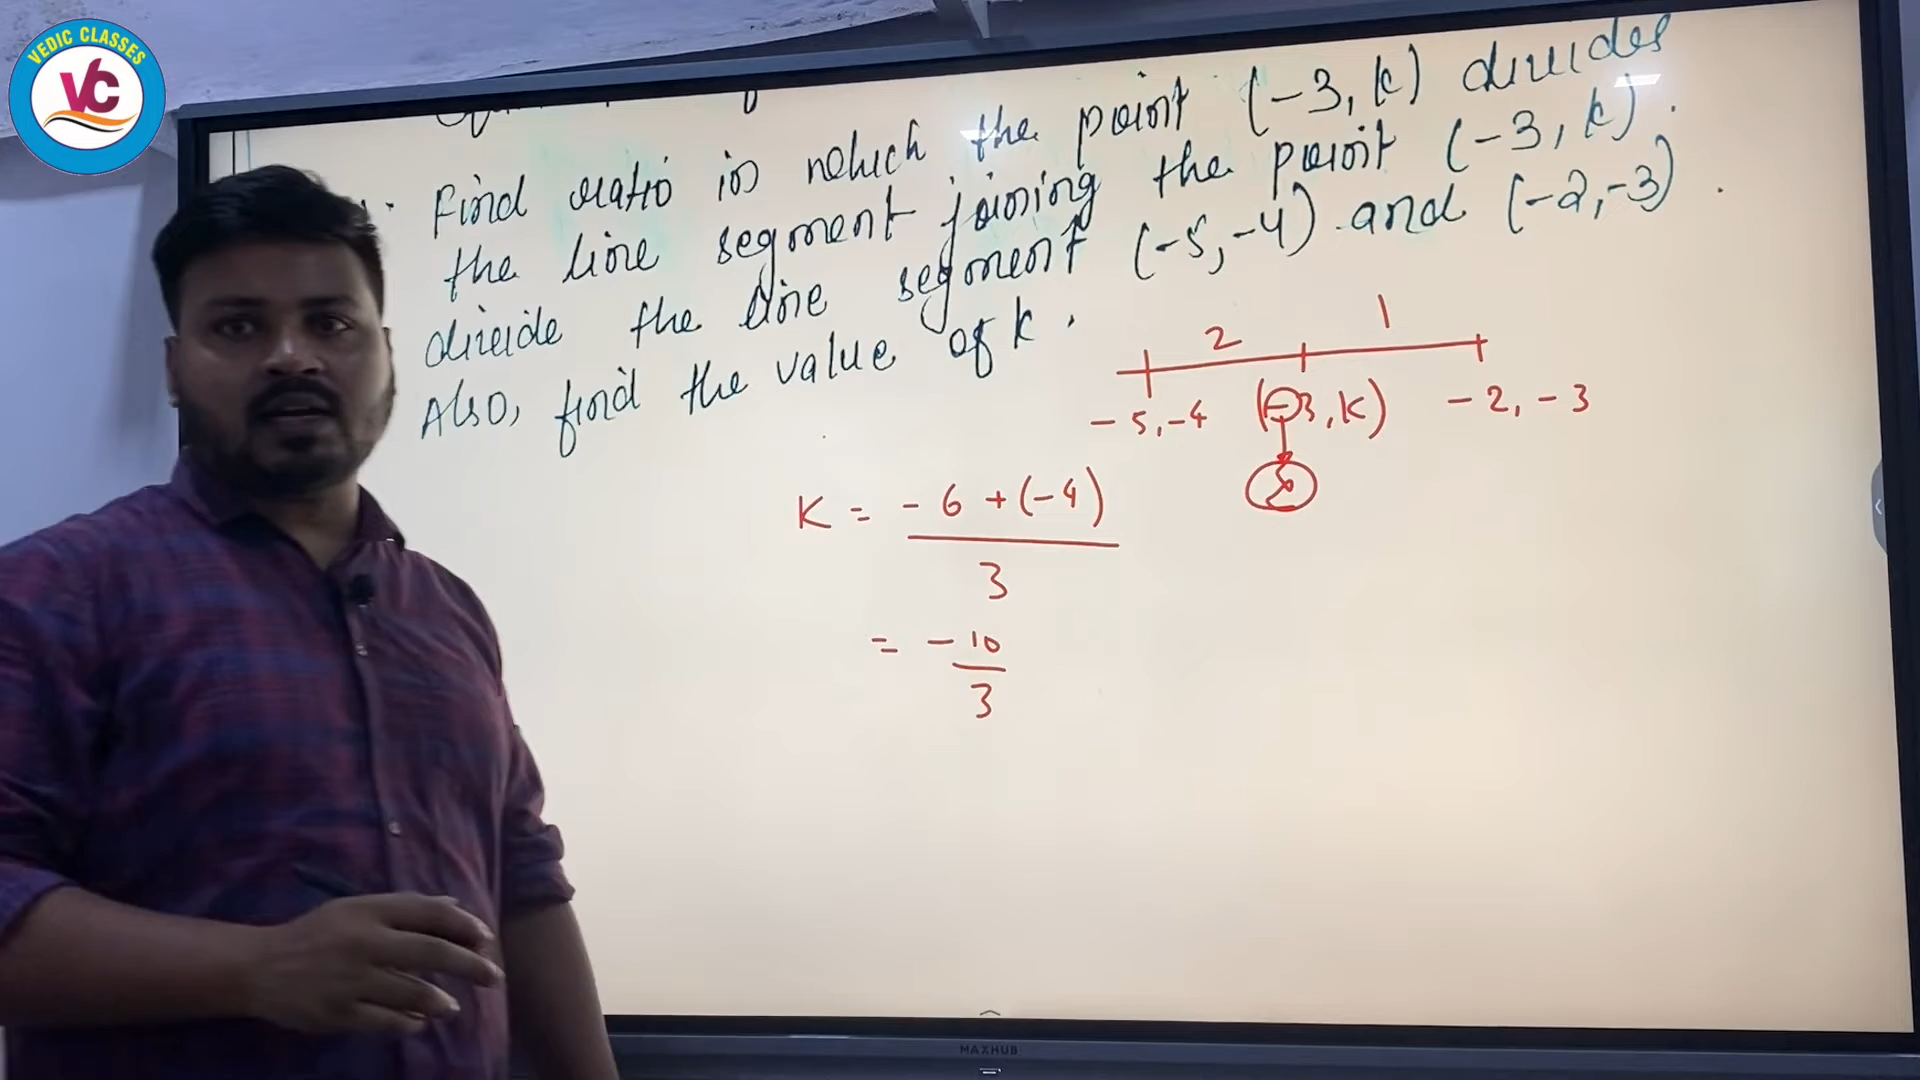 VEDIC CLASSES
VC
Find ratio in which the point (-3, k) divides
the line segment joining the point (-3, k).
divide the line segment (-5,-4) and (-2,-3).
Also, find the value of k.
2 1
-5,-4 (-3,K) -2,-3
K = -6 + (-4)
3
= -10
3
MAXHUB